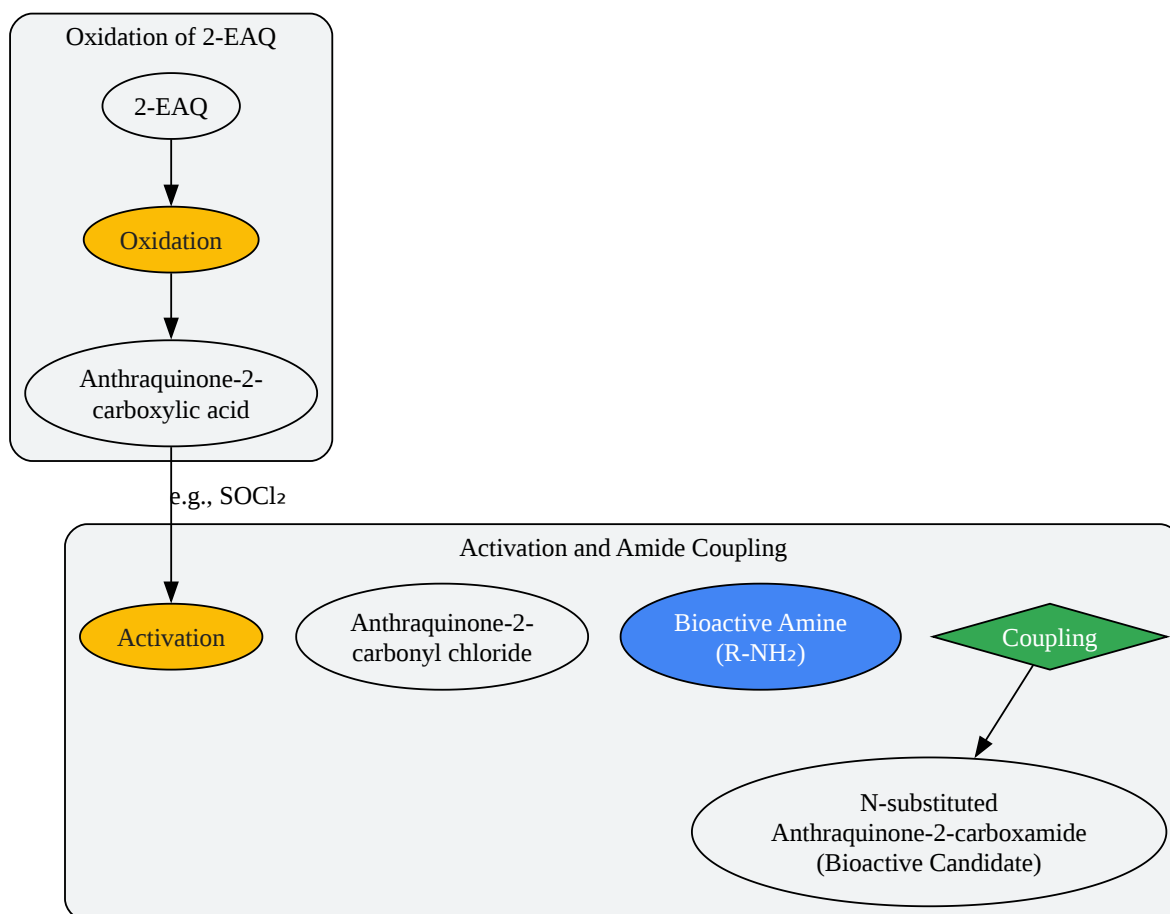 Oxidation of 2-EAQ
2-EAQ
Oxidation
Anthraquinone-2-
carboxylic acid
e.g., SOCl₂
Activation and Amide Coupling
Activation
Anthraquinone-2-
carbonyl chloride
Bioactive Amine
(R-NH₂)
Coupling
N-substituted
Anthraquinone-2-carboxamide
(Bioactive Candidate)